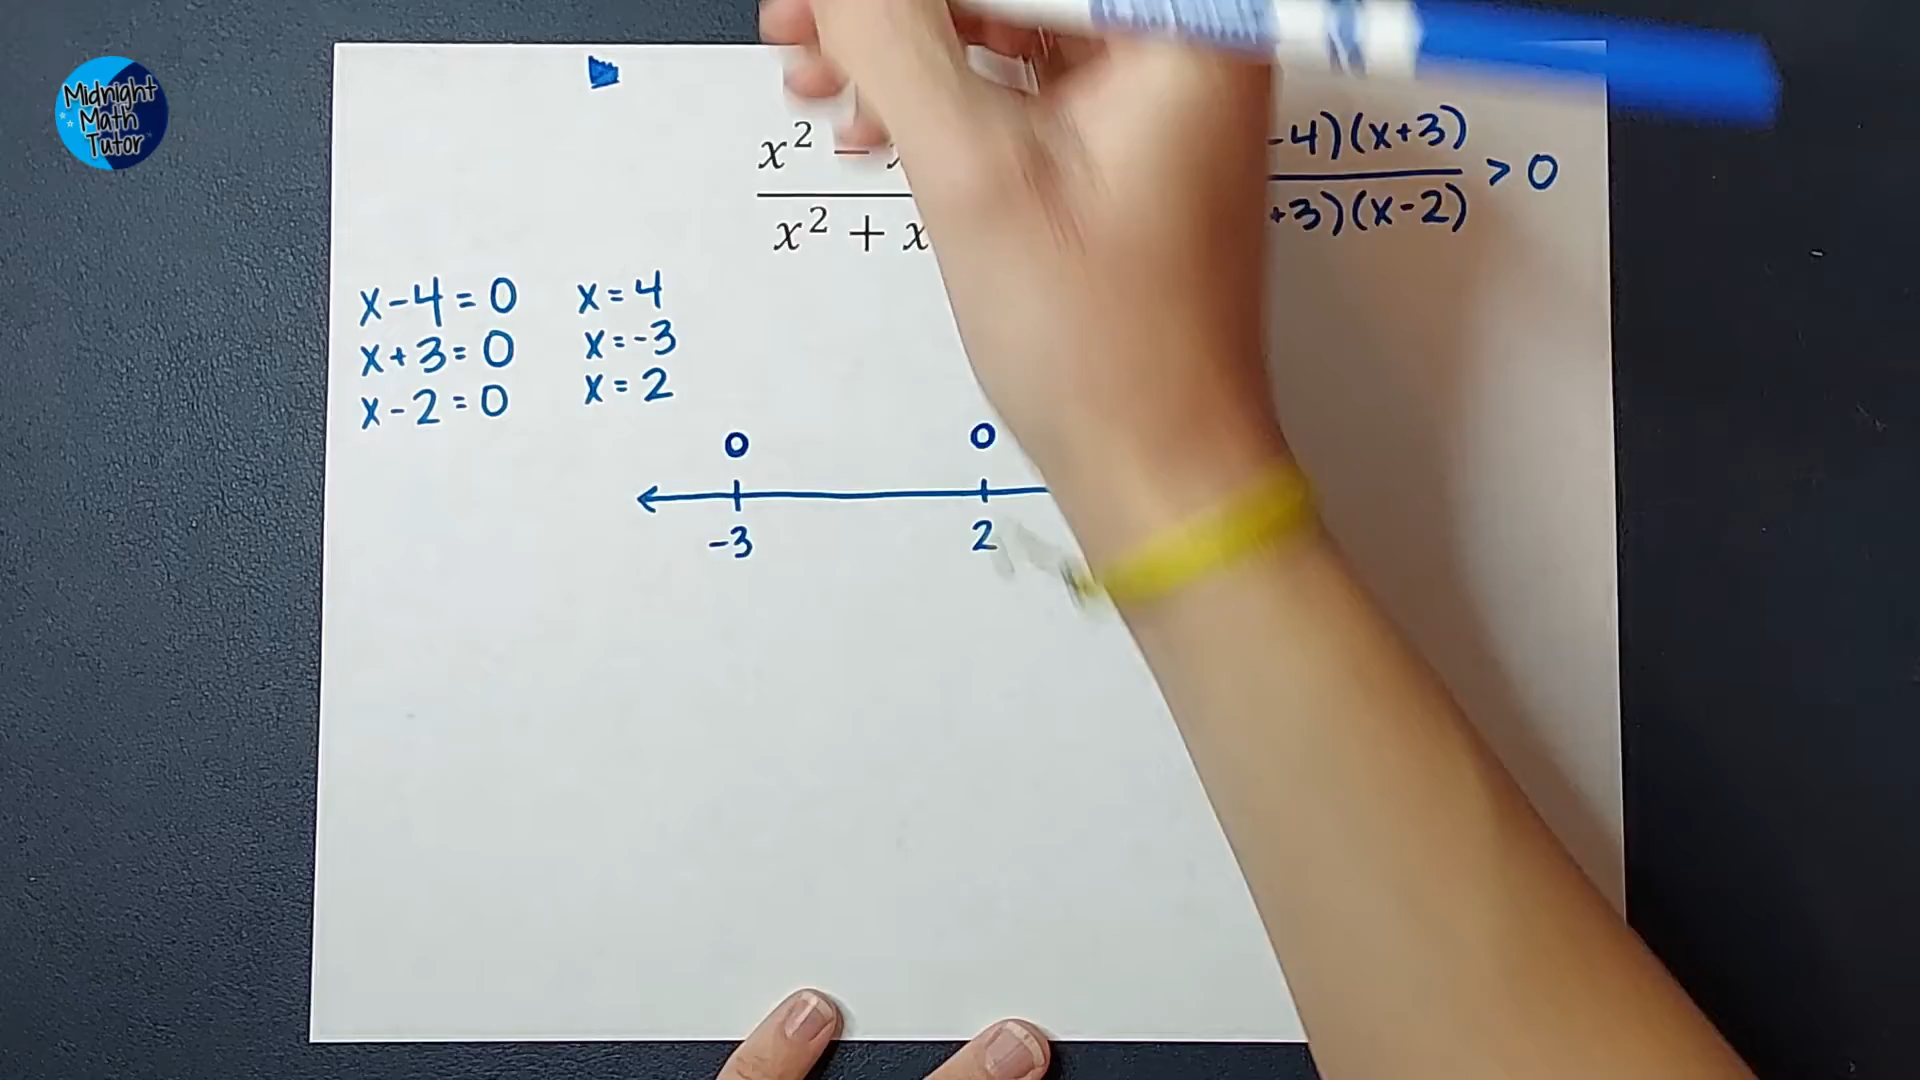 Midnight
Math
Tutor
x² −
x² + x
-4)(x+3)
+3)(x-2)
> 0
x-4=0
x=4
x+3=0
x=-3
x-2=0
x=2
0
0
-3
2